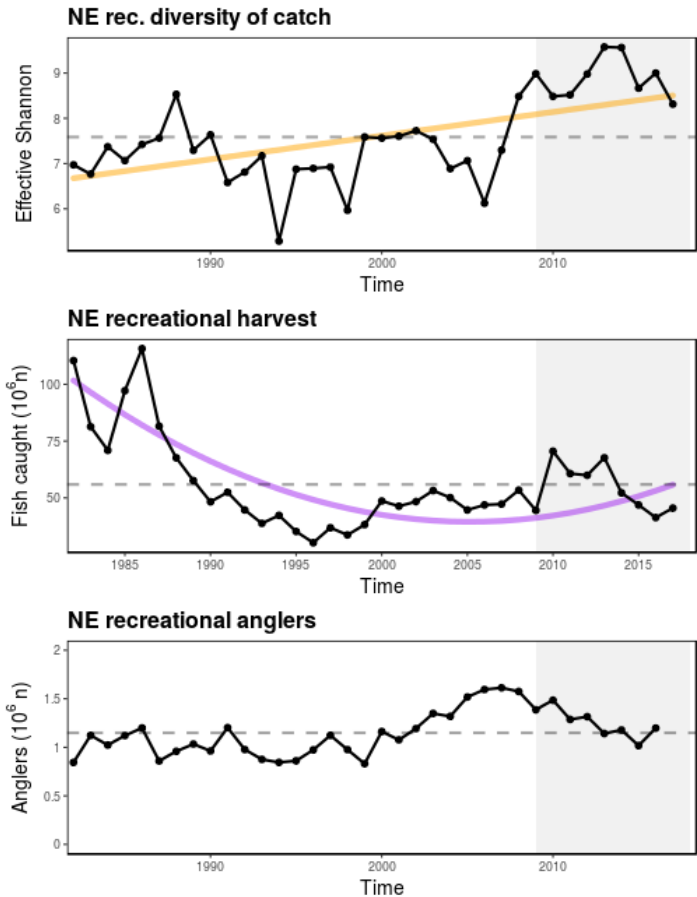 NE rec. diversity of catch
Effective Shannon
9
8
7
6
1990 2000 2010
Time
NE recreational harvest
Fish caught (10⁶n)
100
75
50
1985 1990 1995 2000 2005 2010 2015
Time
NE recreational anglers
Anglers (10⁶ n)
2
1.5
1
0.5
0
1990 2000 2010
Time